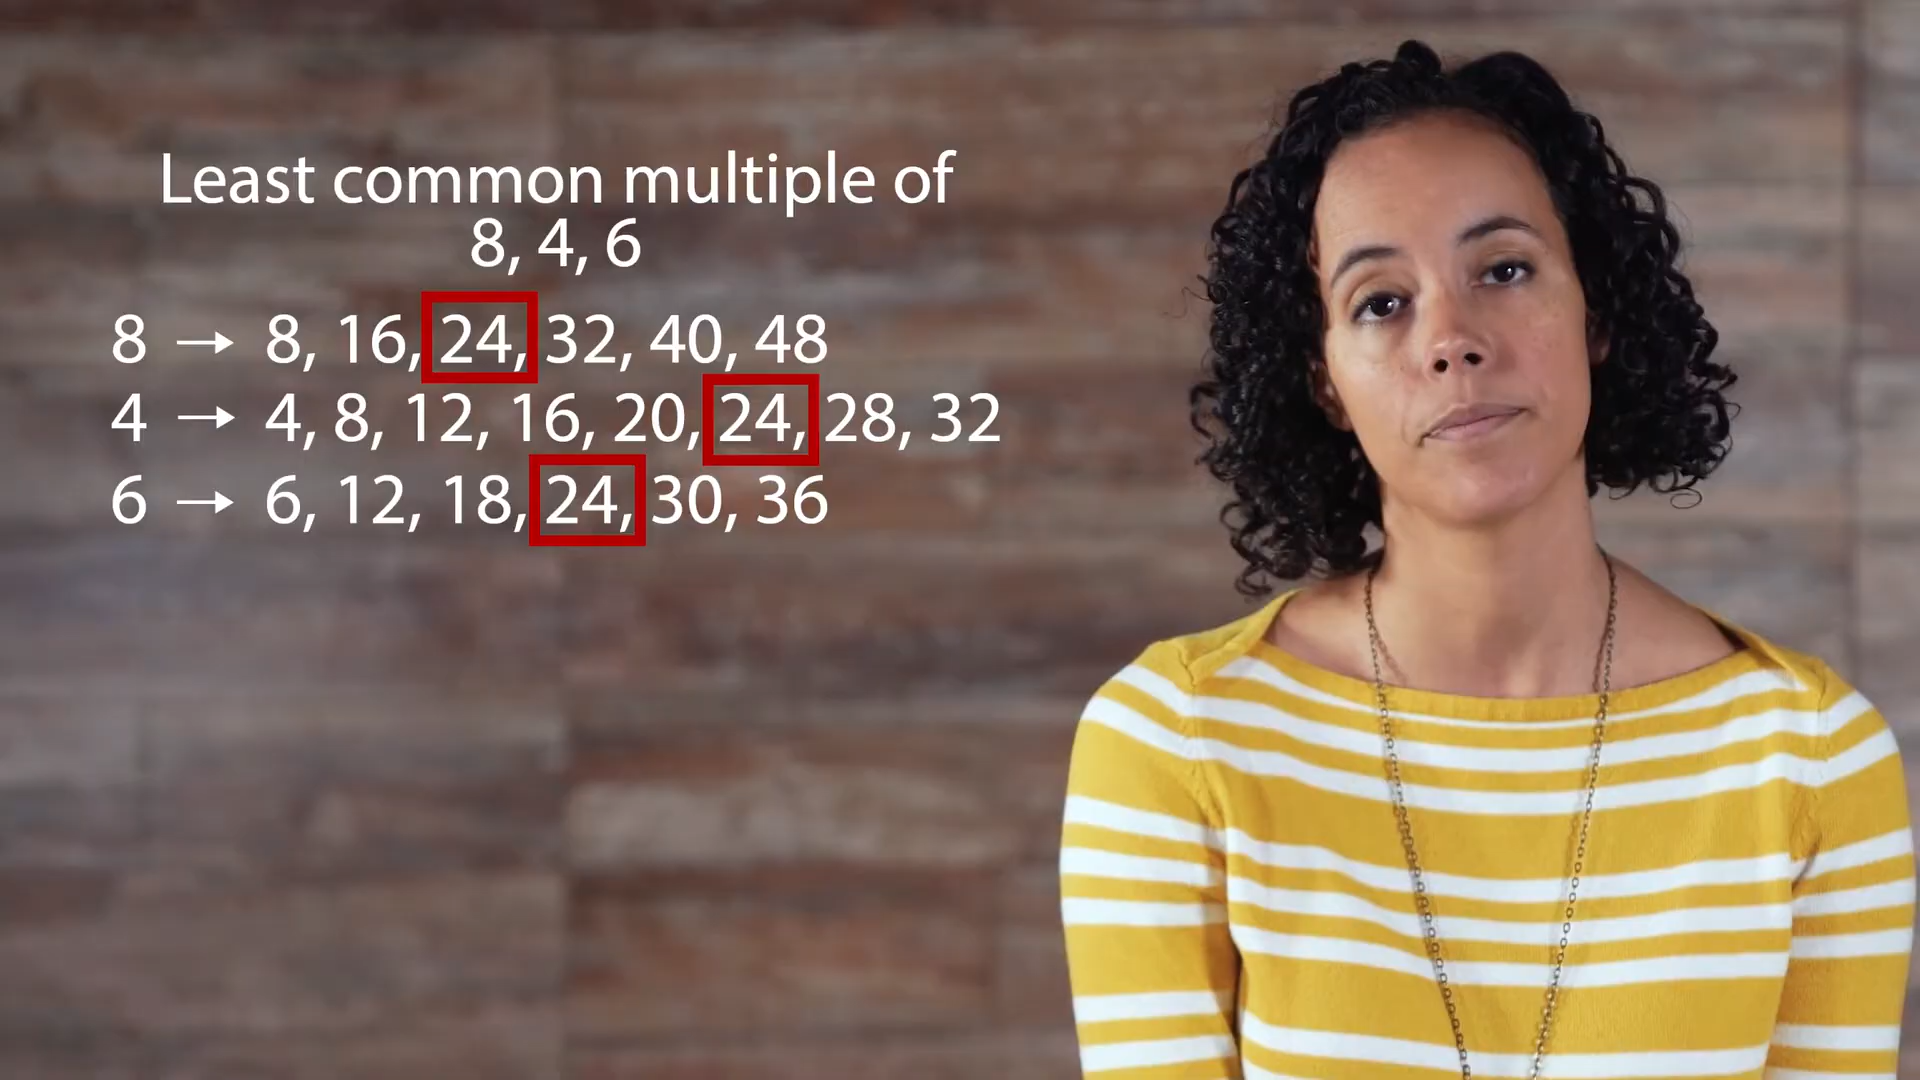 Least common multiple of
8, 4, 6
8 → 8, 16, 24, 32, 40, 48
4 → 4, 8, 12, 16, 20, 24, 28, 32
6 → 6, 12, 18, 24, 30, 36